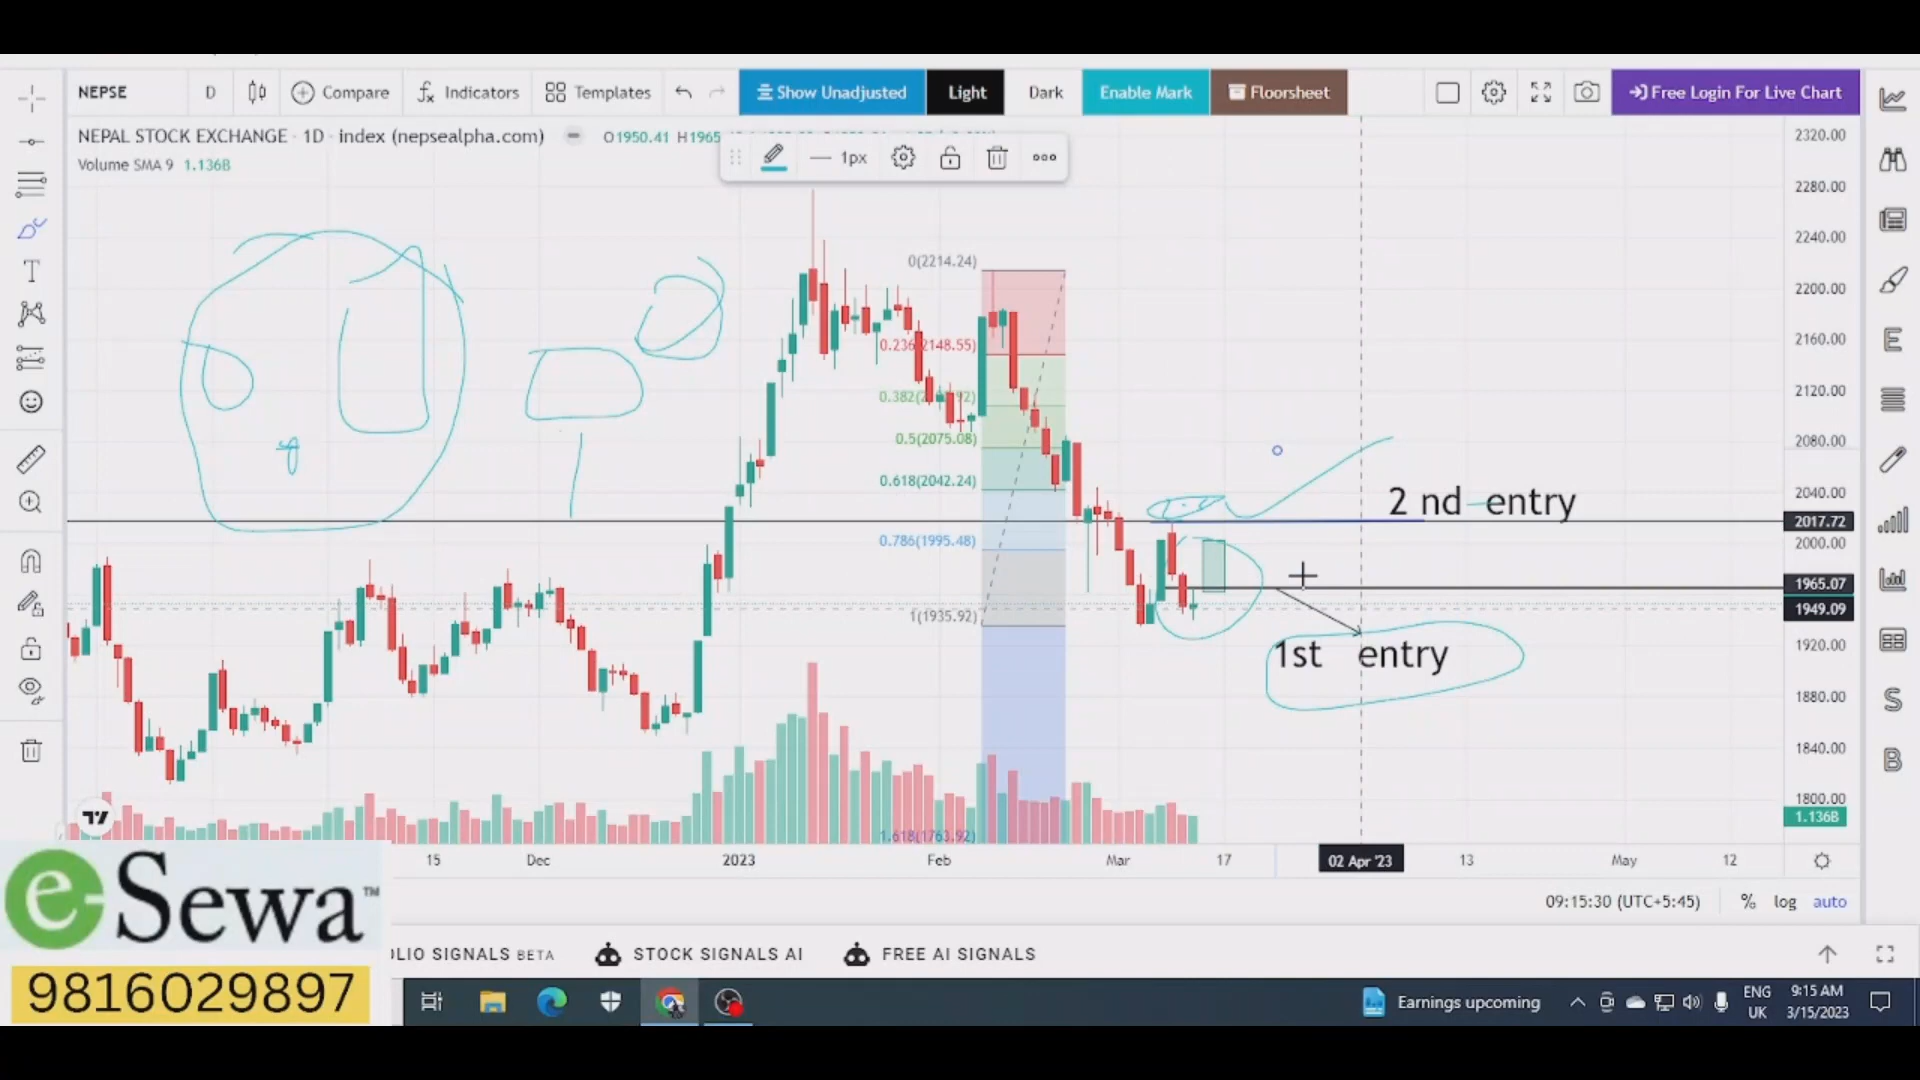 NEPSE D Compare Indicators Templates Show Unadjusted Light Dark Enable Mark Floorsheet Free Login For Live Chart
NEPAL STOCK EXCHANGE · 1D · index (nepsealpha.com) O1950.41 H1965
1px
Volume SMA 9 1.136B
2320.00
2280.00
2240.00
0(2214.24)
2200.00
0.236(2148.55)
2160.00
2120.00
0.5(2075.08)
2080.00
0.618(2042.24)
2040.00
2 nd entry
2017.72
0.786(1995.48)
2000.00
1965.07
1949.09
1(1935.92)
1st entry
1920.00
1880.00
1840.00
1800.00
1.136B
1.618(1763.92)
15 Dec 2023 Feb Mar 17 02 Apr '23 13 May 12
09:15:30 (UTC+5:45) % log auto
e-Sewa™
OLIO SIGNALS BETA STOCK SIGNALS AI FREE AI SIGNALS
9816029897
Earnings upcoming ENG UK 9:15 AM 3/15/2023
E
S
B